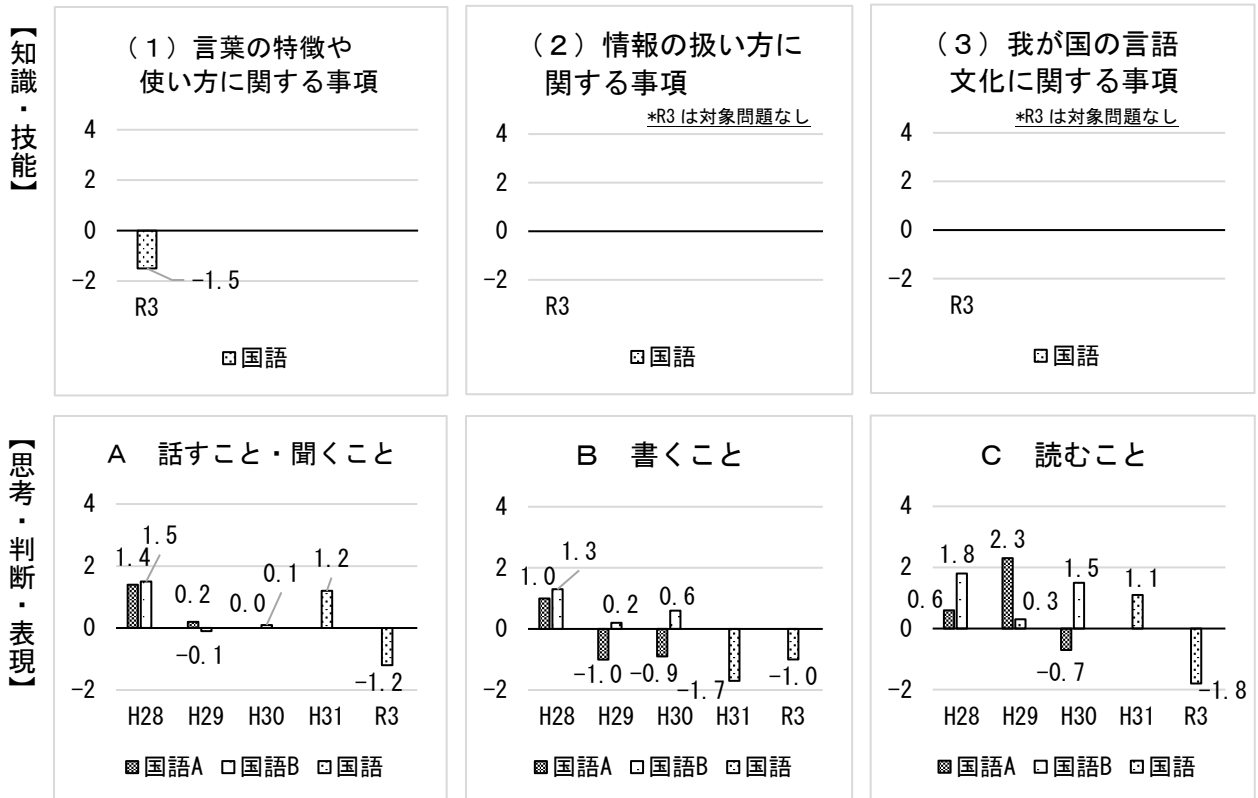 【知識・技能】
（１）言葉の特徴や
使い方に関する事項
4
2
0
-2
-1.5
R3
国語
（２）情報の扱い方に
関する事項
*R3 は対象問題なし
4
2
0
-2
R3
国語
（３）我が国の言語
文化に関する事項
*R3 は対象問題なし
4
2
0
-2
R3
国語
【思考・判断・表現】
A 話すこと・聞くこと
4
2
0
-2
1.4
1.5
0.2
-0.1
0.0
0.1
1.2
-1.2
H28 H29 H30 H31 R3
国語A 国語B 国語
B 書くこと
4
2
0
-2
1.0
1.3
-1.0
0.2
-0.9
0.6
-1.7
-1.0
H28 H29 H30 H31 R3
国語A 国語B 国語
C 読むこと
4
2
0
-2
0.6
1.8
2.3
0.3
-0.7
1.5
1.1
-1.8
H28 H29 H30 H31 R3
国語A 国語B 国語